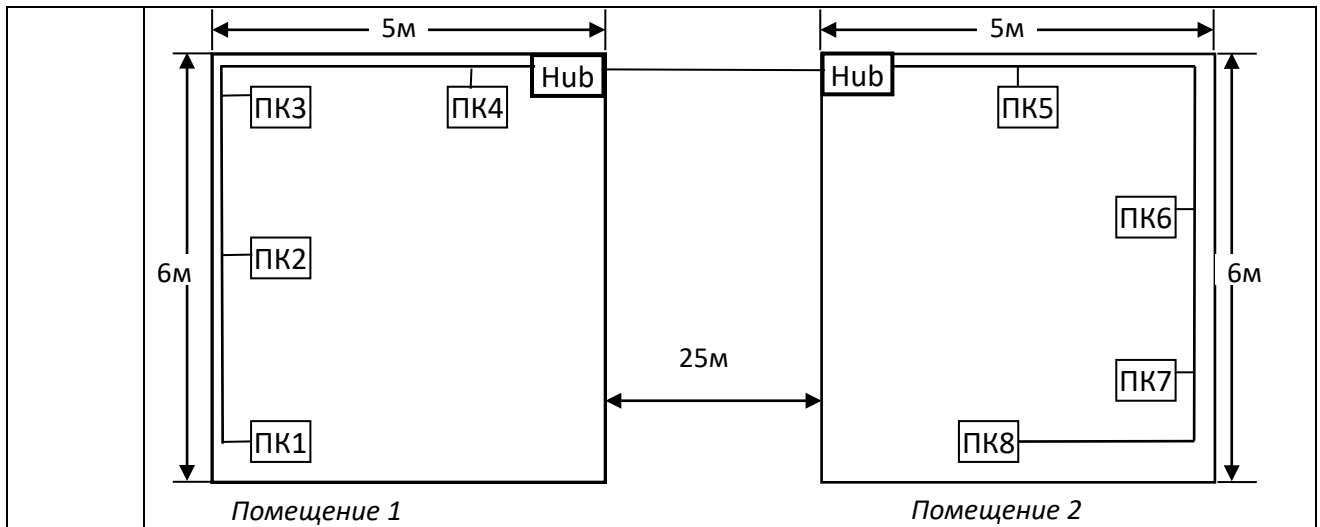 5м 5м
Hub Hub
ПК3 ПК4 ПК5
ПК6
ПК2
6м 6м
25м
ПК7
ПК1 ПК8
Помещение 1 Помещение 2